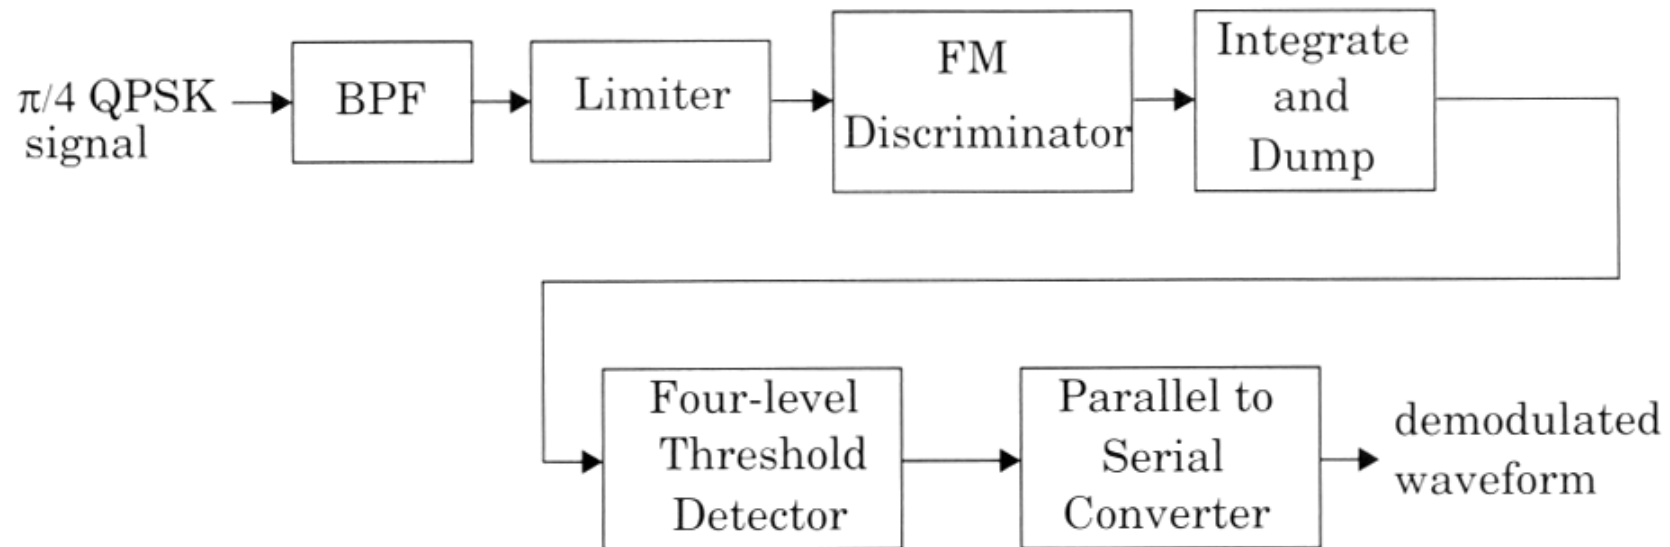 π/4 QPSK
signal
BPF
Limiter
FM
Discriminator
Integrate
and
Dump
Four-level
Threshold
Detector
Parallel to
Serial
Converter
demodulated
waveform